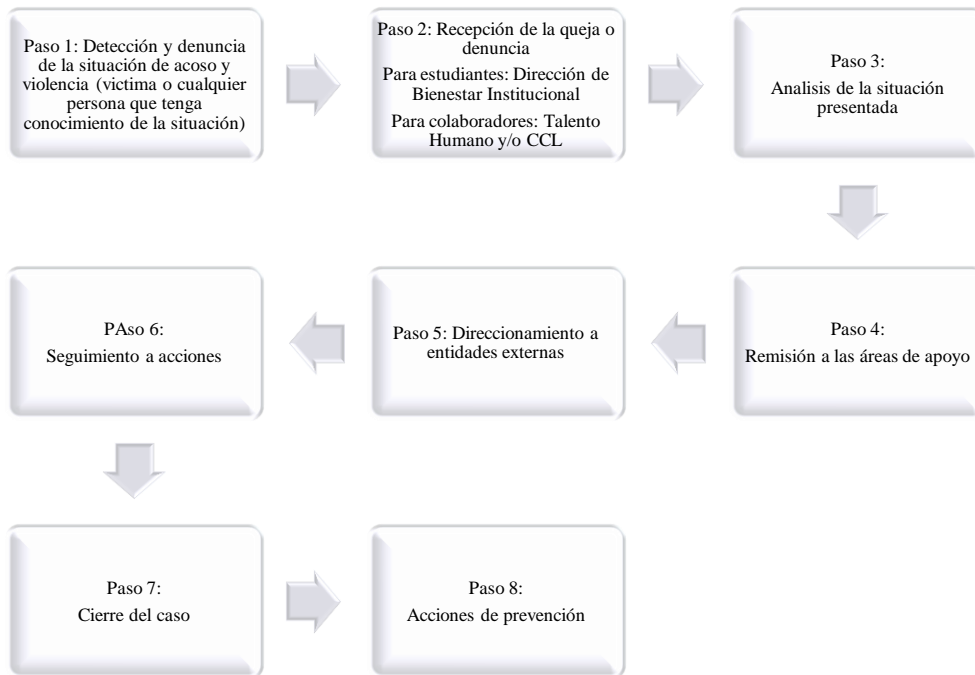 Paso 1: Detección y denuncia
de la situación de acoso y
violencia (victima o cualquier
persona que tenga
conocimiento de la situación)
Paso 2: Recepción de la queja o
denuncia
Para estudiantes: Dirección de
Bienestar Institucional
Para colaboradores: Talento
Humano y/o CCL
Paso 3:
Analisis de la situación
presentada
Paso 4:
Remisión a las áreas de apoyo
Paso 5: Direccionamiento a
entidades externas
PAso 6:
Seguimiento a acciones
Paso 7:
Cierre del caso
Paso 8:
Acciones de prevención